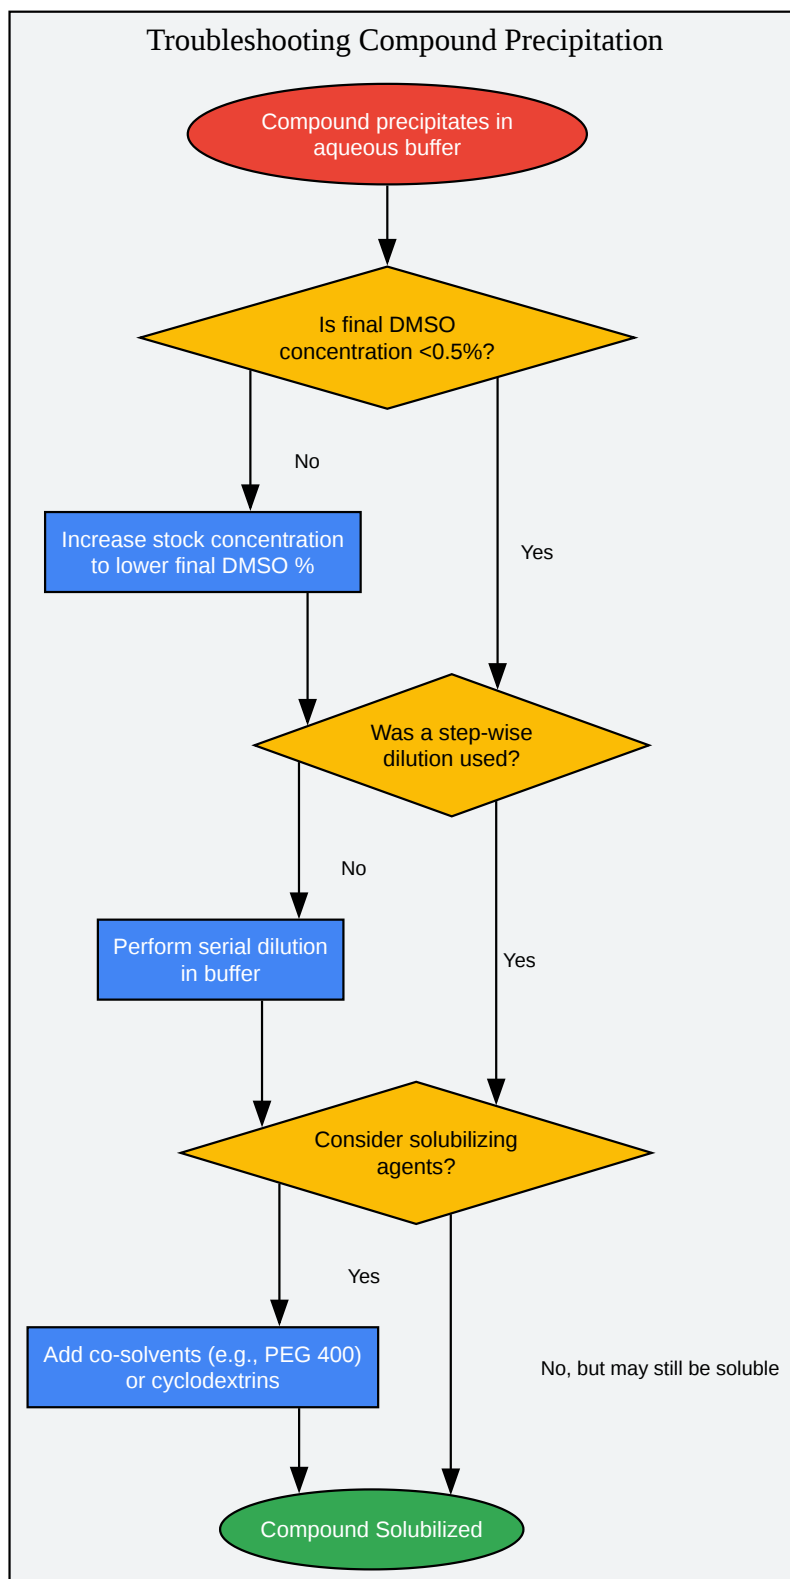 Troubleshooting Compound Precipitation
Compound precipitates in
aqueous buffer
Is final DMSO
concentration <0.5%?
No
Increase stock concentration
to lower final DMSO %
Yes
Was a step-wise
dilution used?
No
Perform serial dilution
in buffer
Yes
Consider solubilizing
agents?
Yes
Add co-solvents (e.g., PEG 400)
or cyclodextrins
No, but may still be soluble
Compound Solubilized